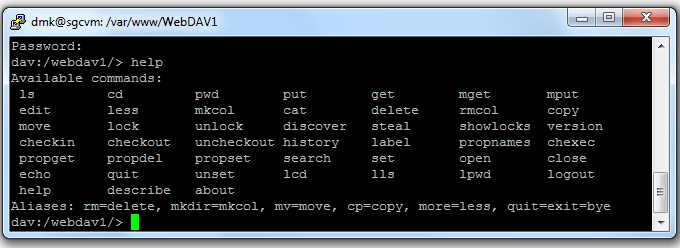 dmk@sgcvm: /var/www/WebDAV1
Password:
dav:/webdav1/> help
Available commands:
ls cd pwd put get mget mput
edit less mkcol cat delete rmcol copy
move lock unlock discover steal showlocks version
checkin checkout uncheckout history label propnames chexec
propget propdel propset search set open close
echo quit unset lcd lls lpwd logout
help describe about
Aliases: rm=delete, mkdir=mkcol, mv=move, cp=copy, more=less, quit=exit=bye
dav:/webdav1/>